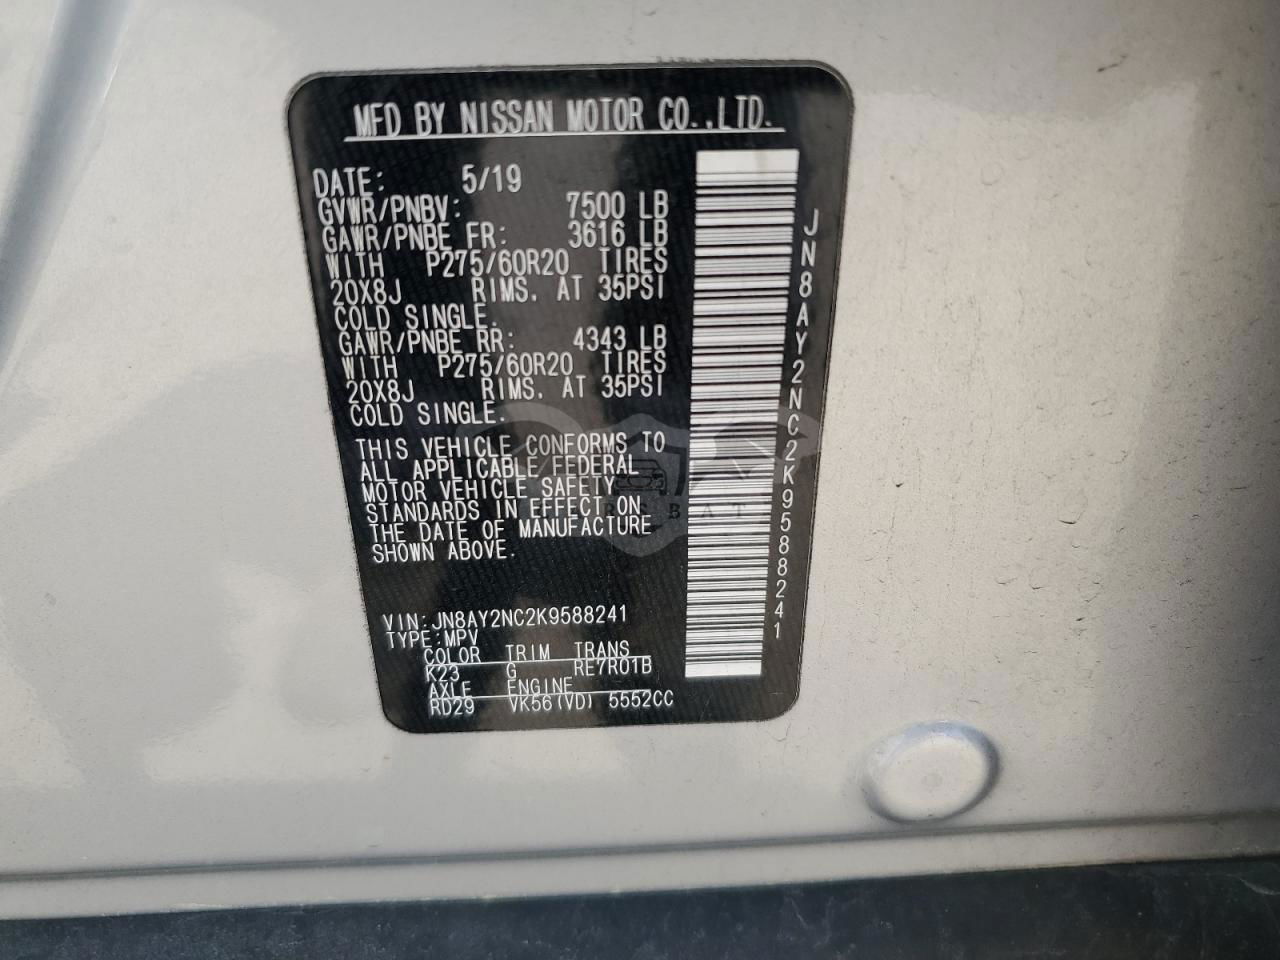 MFD BY NISSAN MOTOR CO.,LTD.
DATE: 5/19
GVWR/PNBV: 7500 LB
GAWR/PNBE FR: 3616 LB
WITH P275/60R20 TIRES
20X8J RIMS. AT 35PSI
COLD SINGLE.
GAWR/PNBE RR: 4343 LB
WITH P275/60R20 TIRES
20X8J RIMS. AT 35PSI
COLD SINGLE.
THIS VEHICLE CONFORMS TO
ALL APPLICABLE FEDERAL
MOTOR VEHICLE SAFETY
STANDARDS IN EFFECT ON
THE DATE OF MANUFACTURE
SHOWN ABOVE.
VIN: JN8AY2NC2K9588241
TYPE: MPV
COLOR TRIM TRANS
K23 G RE7R01B
AXLE ENGINE
RD29 VK56(VD) 5552CC
JN8AY2NC2K9588241